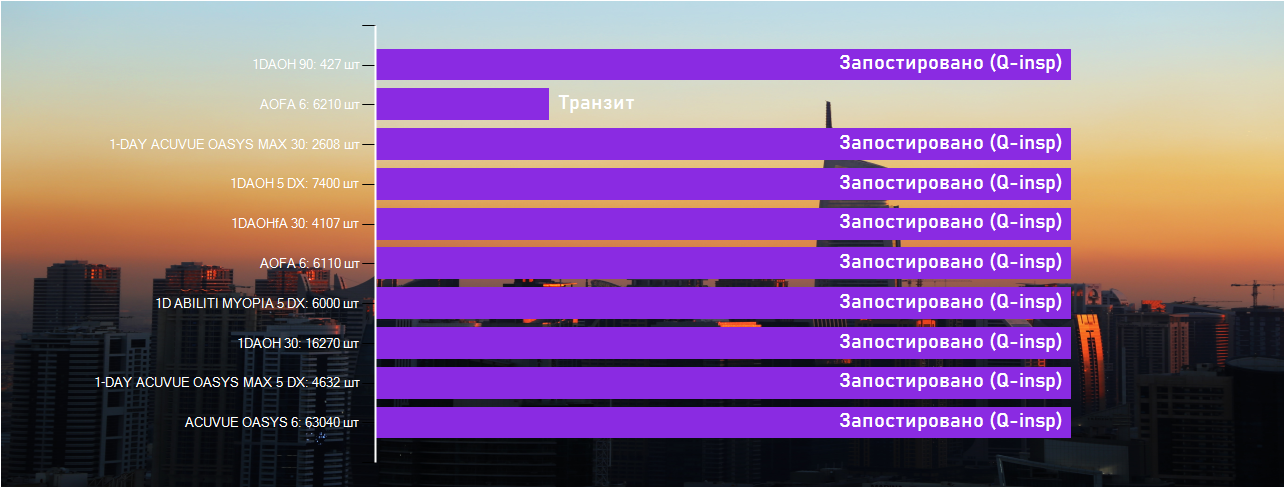 1DAOH 90: 427 шт Запостировано (Q-insp)
AOFA 6: 6210 шт Транзит
1-DAY ACUVUE OASYS MAX 30: 2608 шт Запостировано (Q-insp)
1DAOH 5 DX: 7400 шт Запостировано (Q-insp)
1DAOHfA 30: 4107 шт Запостировано (Q-insp)
AOFA 6: 6110 шт Запостировано (Q-insp)
1D ABILITI MYOPIA 5 DX: 6000 шт Запостировано (Q-insp)
1DAOH 30: 16270 шт Запостировано (Q-insp)
1-DAY ACUVUE OASYS MAX 5 DX: 4632 шт Запостировано (Q-insp)
ACUVUE OASYS 6: 63040 шт Запостировано (Q-insp)